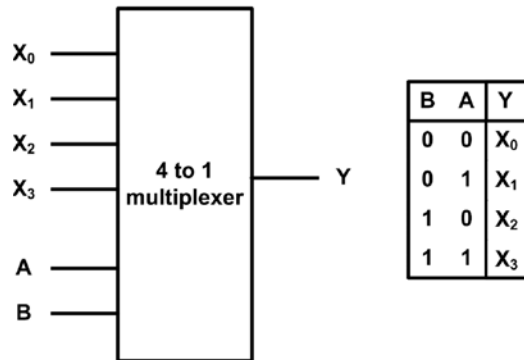 X₀
X₁
X₂
X₃
A
B
4 to 1
multiplexer
Y
B A Y
0 0 X₀
0 1 X₁
1 0 X₂
1 1 X₃